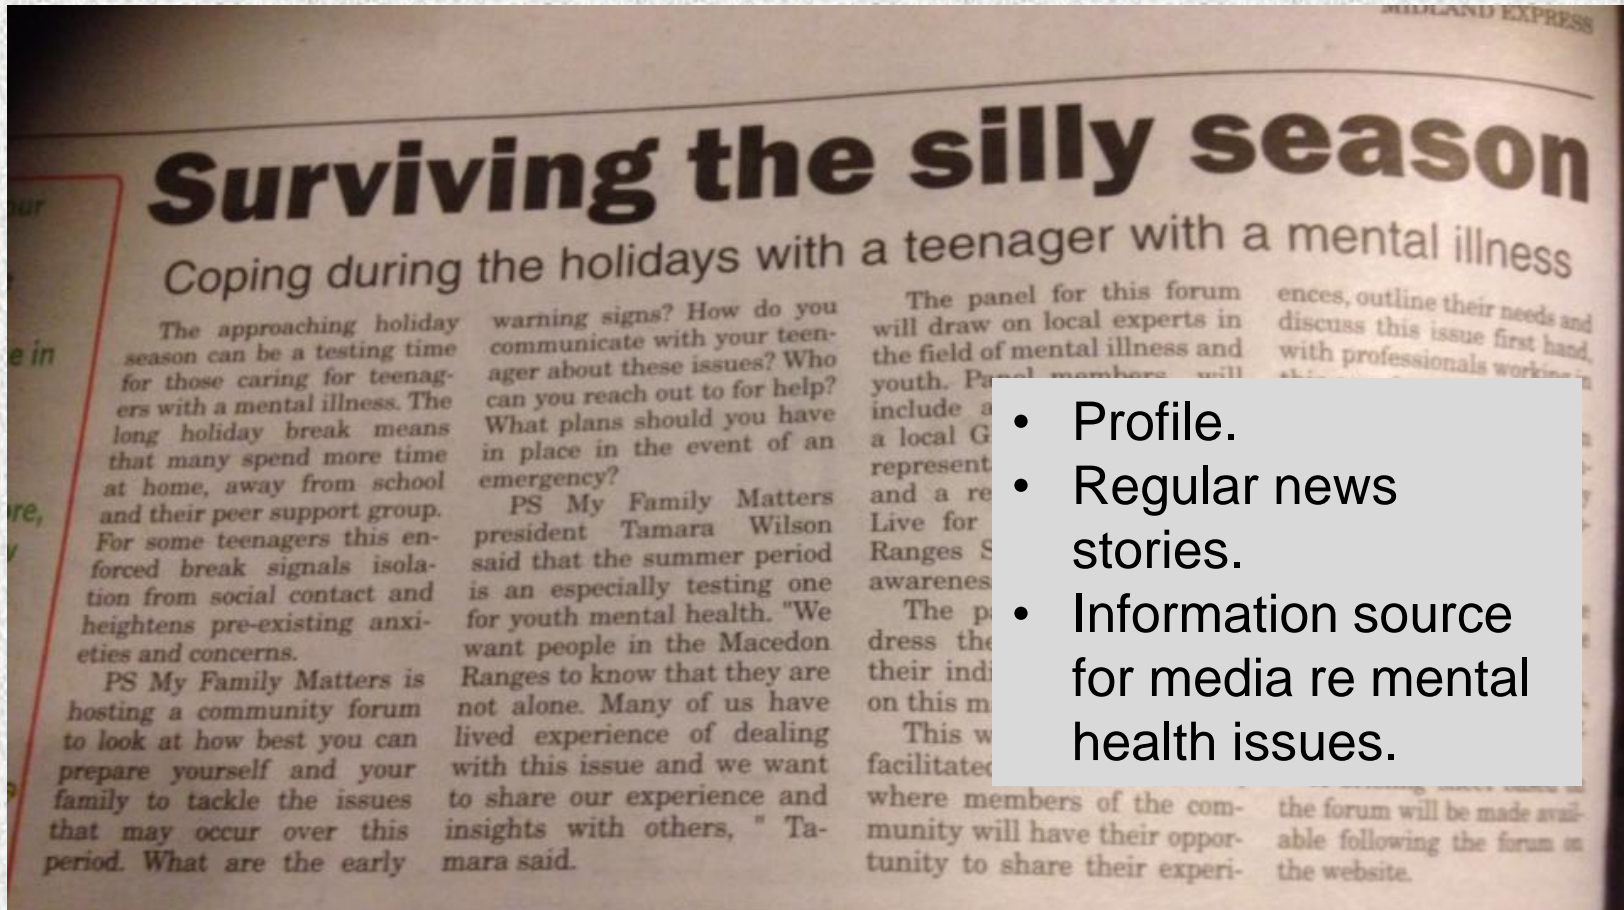 MIDLAND EXPRESS
Surviving the silly season
Coping during the holidays with a teenager with a mental illness
our
e in
re,
y
The approaching holiday
season can be a testing time
for those caring for teenag-
ers with a mental illness. The
long holiday break means
that many spend more time
at home, away from school
and their peer support group.
For some teenagers this en-
forced break signals isola-
tion from social contact and
heightens pre-existing anxi-
eties and concerns.
PS My Family Matters is
hosting a community forum
to look at how best you can
prepare yourself and your
family to tackle the issues
that may occur over this
period. What are the early
warning signs? How do you
communicate with your teen-
ager about these issues? Who
can you reach out to for help?
What plans should you have
in place in the event of an
emergency?
PS My Family Matters
president Tamara Wilson
said that the summer period
is an especially testing one
for youth mental health. "We
want people in the Macedon
Ranges to know that they are
not alone. Many of us have
lived experience of dealing
with this issue and we want
to share our experience and
insights with others, " Ta-
mara said.
The panel for this forum
will draw on local experts in
the field of mental illness and
youth. Panel members will
include a
a local G
represent
and a re
Live for
Ranges S
awarenes
The p
dress the
their indi
on this m
This w
facilitated
where members of the com-
munity will have their oppor-
tunity to share their experi-
ences, outline their needs and
discuss this issue first hand,
with professionals working in
the forum will be made avail-
able following the forum on
the website.
• Profile.
• Regular news
stories.
• Information source
for media re mental
health issues.